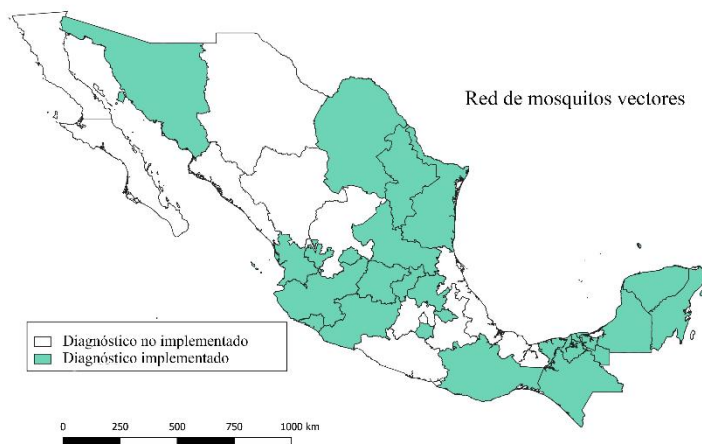 Red de mosquitos vectores
Diagnóstico no implementado
Diagnóstico implementado
0 250 500 750 1000 km